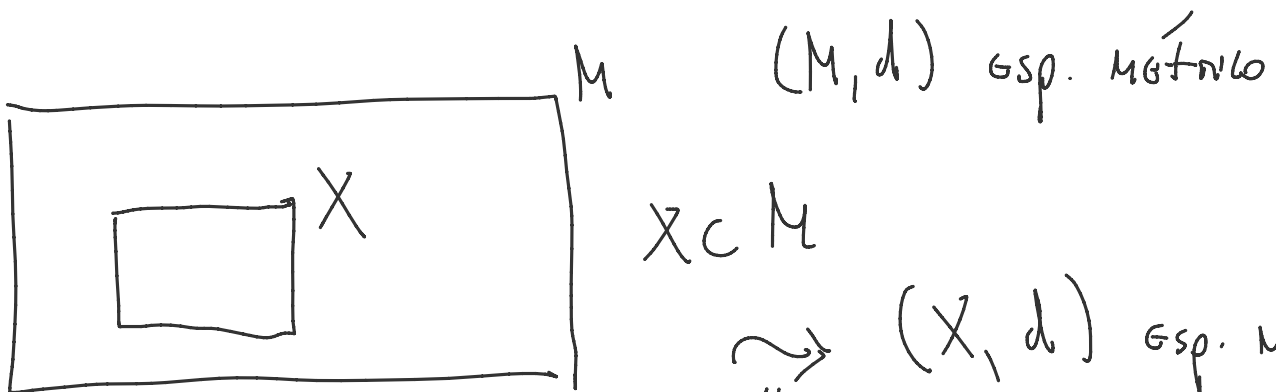 M (M, d) esp. métrico
X
X ⊂ M
⇝ (X, d) esp. M